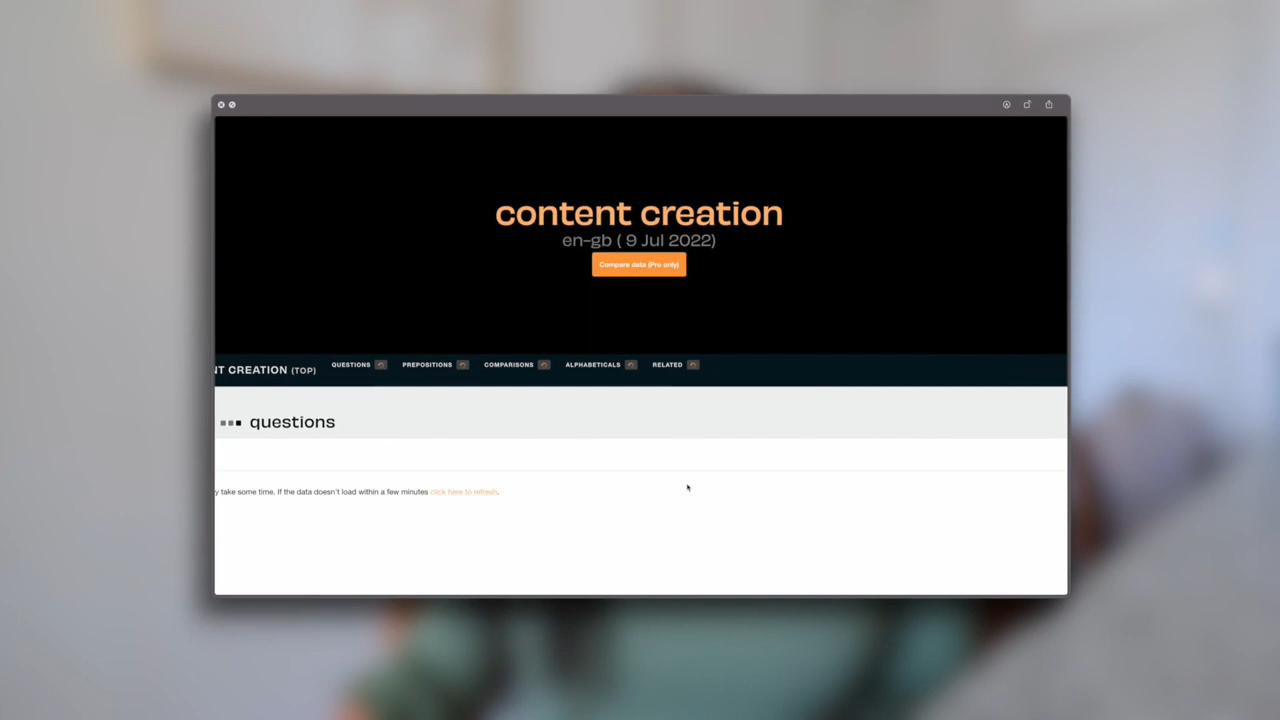 content creation
en-gb ( 9 Jul 2022)
Compare data (Pro only)
NT CREATION (TOP)
QUESTIONS
PREPOSITIONS
COMPARISONS
ALPHABETICALS
RELATED
questions
y take some time. If the data doesn't load within a few minutes click here to refresh.